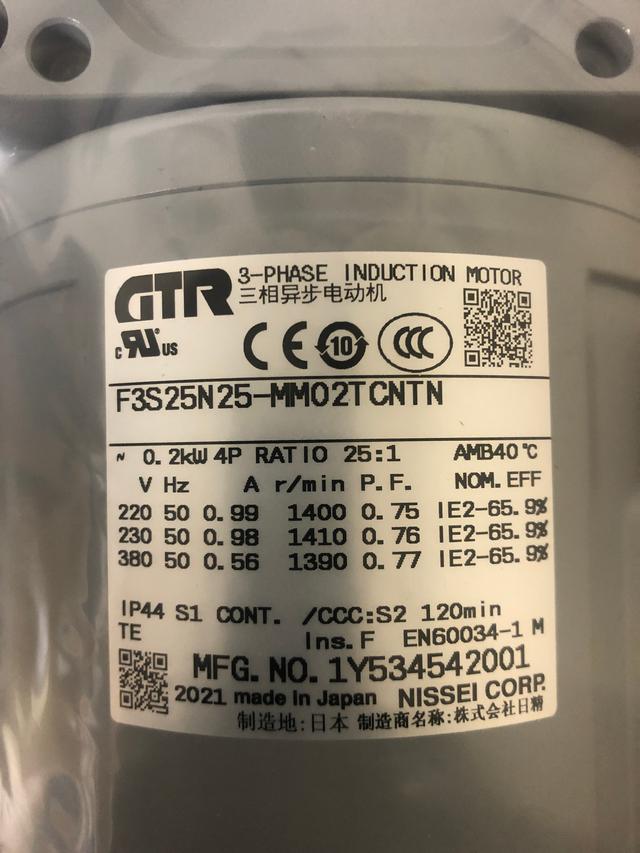 GTR 3-PHASE INDUCTION MOTOR
三相异步电动机
c RU US CE 10 CCC
F3S25N25-MM02TCNTN
~ 0.2kW 4P RATIO 25:1 AMB40℃
V Hz A r/min P.F. NOM.EFF
220 50 0.99 1400 0.75 IE2-65.9%
230 50 0.98 1410 0.76 IE2-65.9%
380 50 0.56 1390 0.77 IE2-65.9%
IP44 S1 CONT. /CCC:S2 120min
TE Ins.F EN60034-1 M
MFG.NO.1Y534542001
2021 made in Japan NISSEI CORP.
制造地:日本 制造商名称:株式会社日精